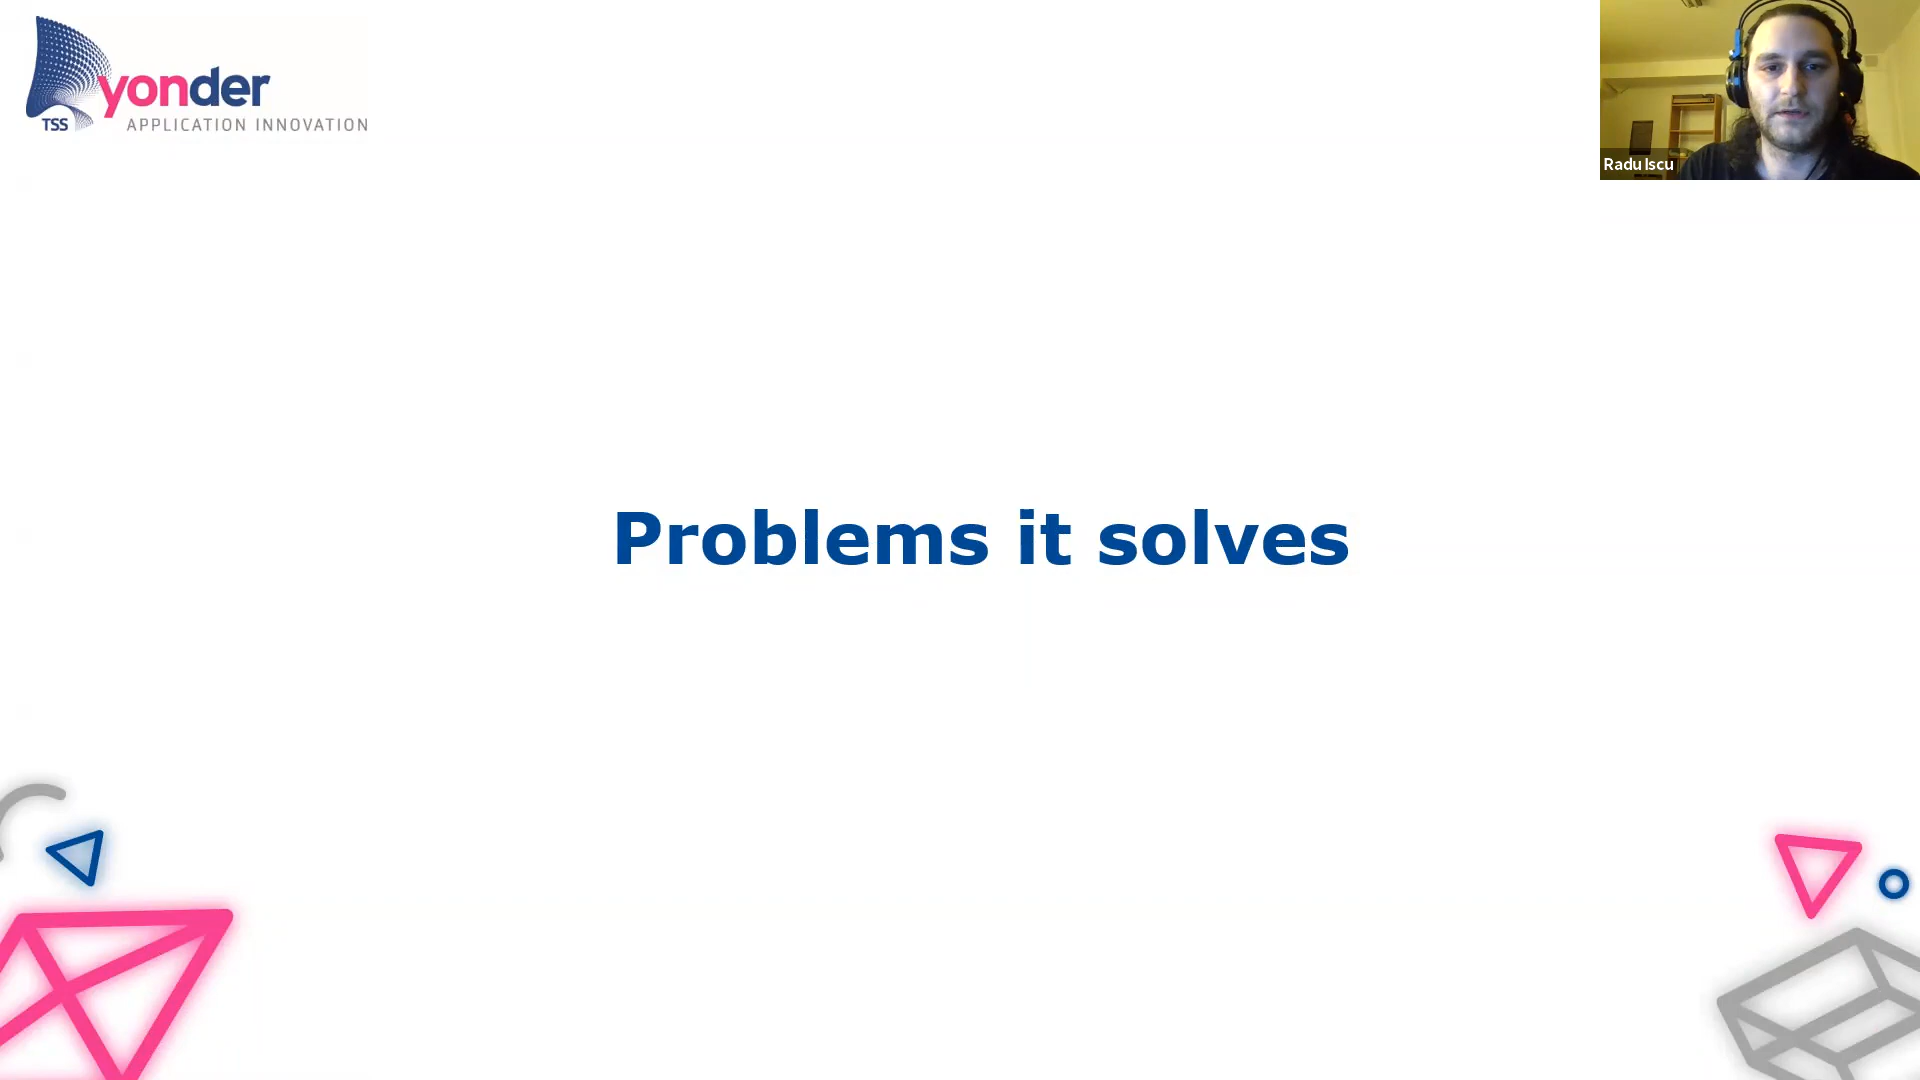 yonder
TSS
APPLICATION INNOVATION
Radu Iscu
Problems it solves